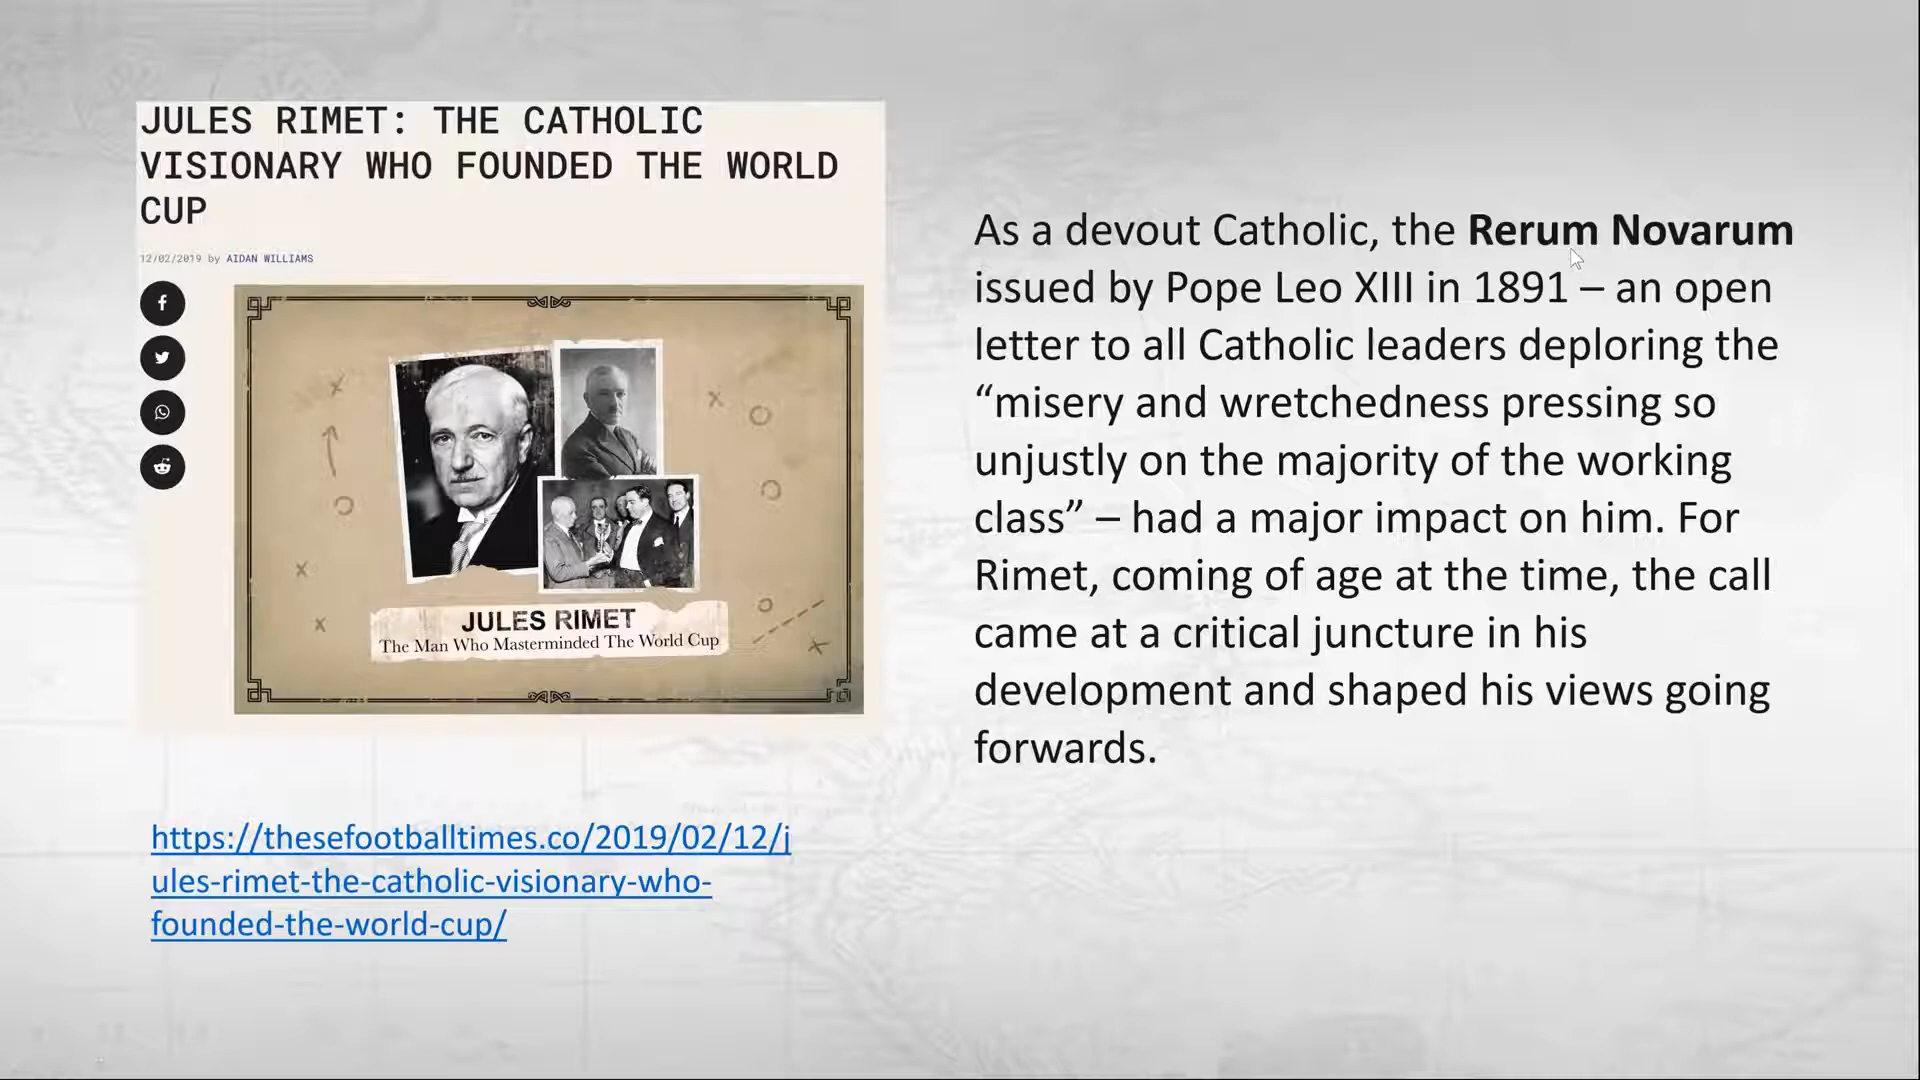 JULES RIMET: THE CATHOLIC
VISIONARY WHO FOUNDED THE WORLD
CUP
12/02/2019 by AIDAN WILLIAMS
JULES RIMET
The Man Who Masterminded The World Cup
https://thesefootballtimes.co/2019/02/12/j
ules-rimet-the-catholic-visionary-who-
founded-the-world-cup/
As a devout Catholic, the Rerum Novarum
issued by Pope Leo XIII in 1891 – an open
letter to all Catholic leaders deploring the
“misery and wretchedness pressing so
unjustly on the majority of the working
class” – had a major impact on him. For
Rimet, coming of age at the time, the call
came at a critical juncture in his
development and shaped his views going
forwards.